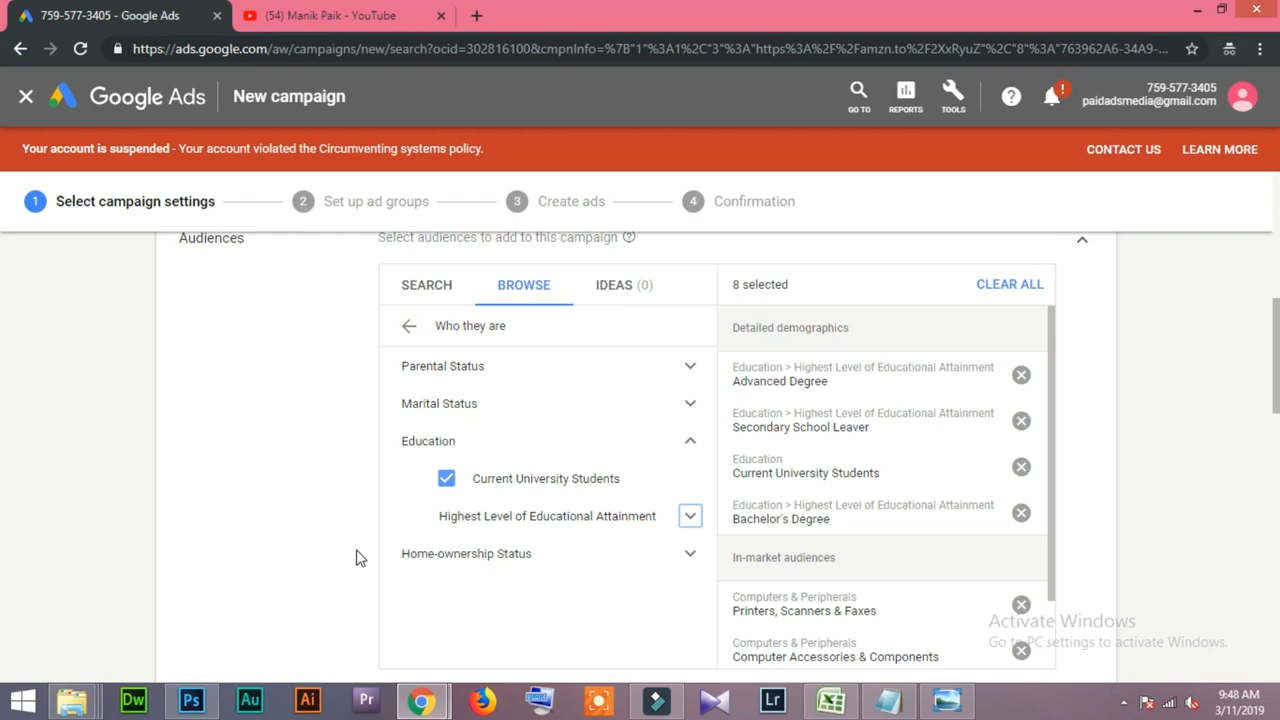 759-577-3405 - Google Ads
(54) Manik Paik - YouTube
https://ads.google.com/aw/campaigns/new/search?ocid=302816100&cmpnInfo=%7B"1"%3A1%2C"3"%3A"https%3A%2F%2Famzn.to%2F2XxRyuZ"%2C"8"%3A"763962A6-34A9-...
Google Ads
New campaign
GO TO
REPORTS
TOOLS
759-577-3405
paidadsmedia@gmail.com
Your account is suspended - Your account violated the Circumventing systems policy.
CONTACT US
LEARN MORE
1 Select campaign settings
2 Set up ad groups
3 Create ads
4 Confirmation
Audiences
Select audiences to add to this campaign
SEARCH
BROWSE
IDEAS (0)
8 selected
CLEAR ALL
Who they are
Parental Status
Marital Status
Education
Current University Students
Highest Level of Educational Attainment
Home-ownership Status
Detailed demographics
Education > Highest Level of Educational Attainment
Advanced Degree
Education > Highest Level of Educational Attainment
Secondary School Leaver
Education
Current University Students
Education > Highest Level of Educational Attainment
Bachelor's Degree
In-market audiences
Computers & Peripherals
Printers, Scanners & Faxes
Computers & Peripherals
Computer Accessories & Components
Activate Windows
Go to PC settings to activate Windows.
Dw
Ps
Au
Ai
Pr
Lr
9:48 AM
3/11/2019